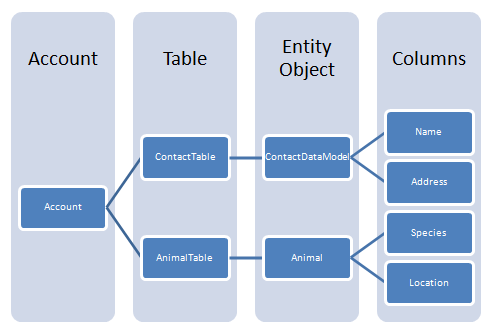 Account
Table
Entity
Object
Columns
Account
ContactTable
AnimalTable
ContactDataModel
Animal
Name
Address
Species
Location